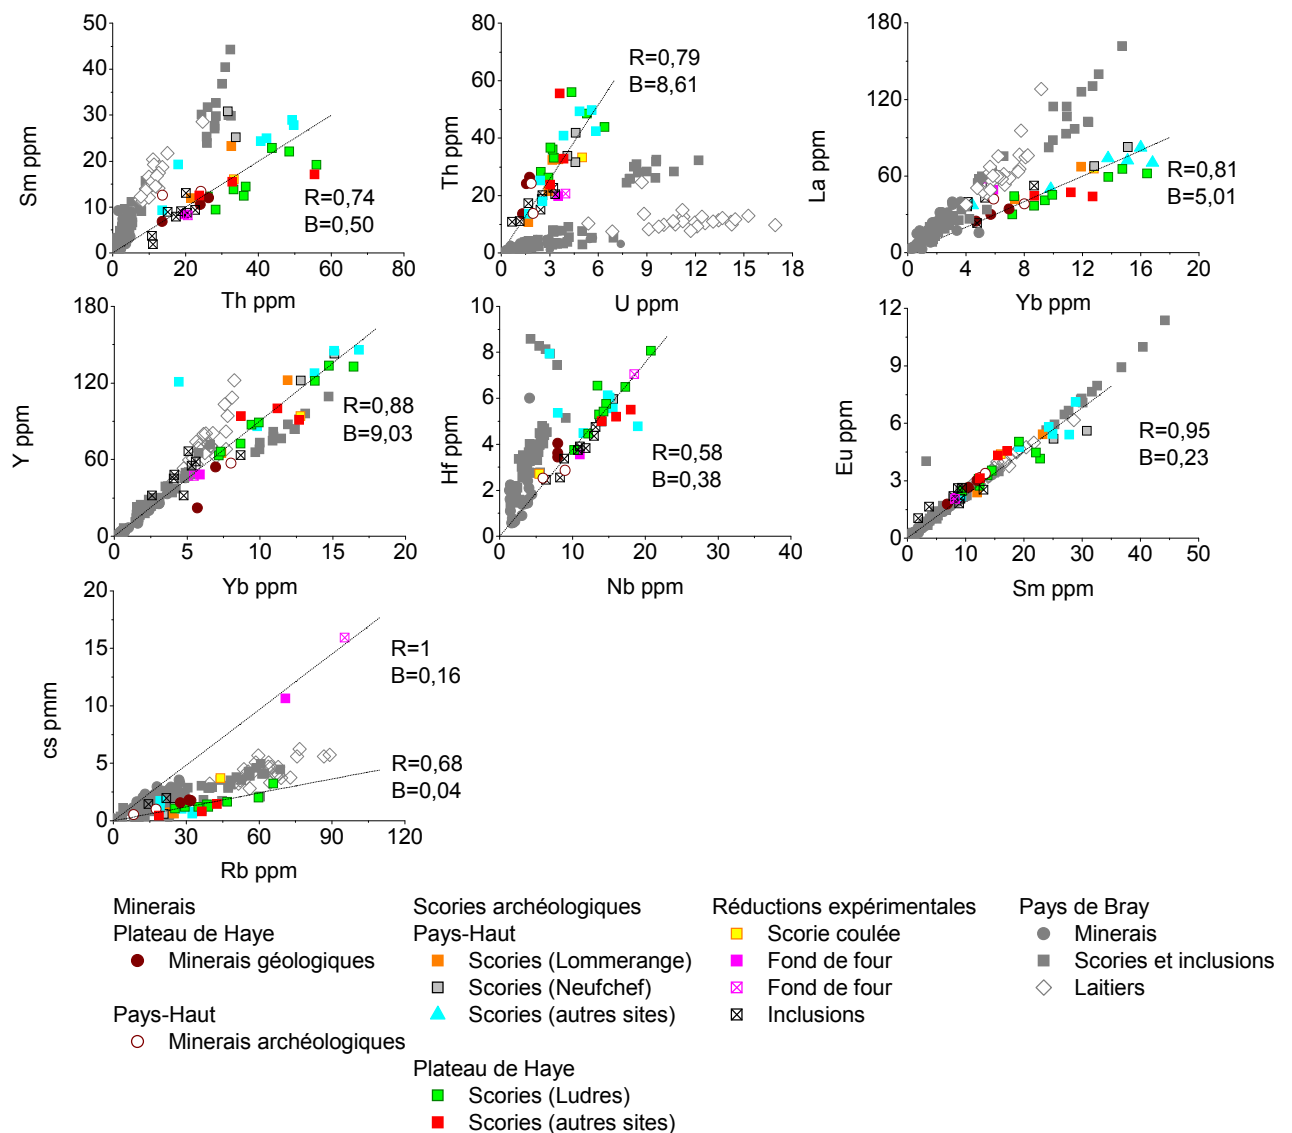 50
40
30
20
10
0
Sm ppm
0
20
40
60
80
Th ppm
R=0,74
B=0,50
80
60
40
20
0
Th ppm
0
3
6
9
12
15
18
U ppm
R=0,79
B=8,61
180
120
60
0
La ppm
0
4
8
12
16
20
Yb ppm
R=0,81
B=5,01
180
120
60
0
Y ppm
0
5
10
15
20
Yb ppm
R=0,88
B=9,03
10
8
6
4
2
0
Hf ppm
0
10
20
30
40
Nb ppm
R=0,58
B=0,38
12
9
6
3
0
Eu ppm
0
10
20
30
40
50
Sm ppm
R=0,95
B=0,23
20
15
10
5
0
cs pmm
0
30
60
90
120
Rb ppm
R=1
B=0,16
R=0,68
B=0,04
Minerais
Plateau de Haye
Minerais géologiques
Pays-Haut
Minerais archéologiques
Scories archéologiques
Pays-Haut
Scories (Lommerange)
Scories (Neufchef)
Scories (autres sites)
Plateau de Haye
Scories (Ludres)
Scories (autres sites)
Réductions expérimentales
Scorie coulée
Fond de four
Fond de four
Inclusions
Pays de Bray
Minerais
Scories et inclusions
Laitiers